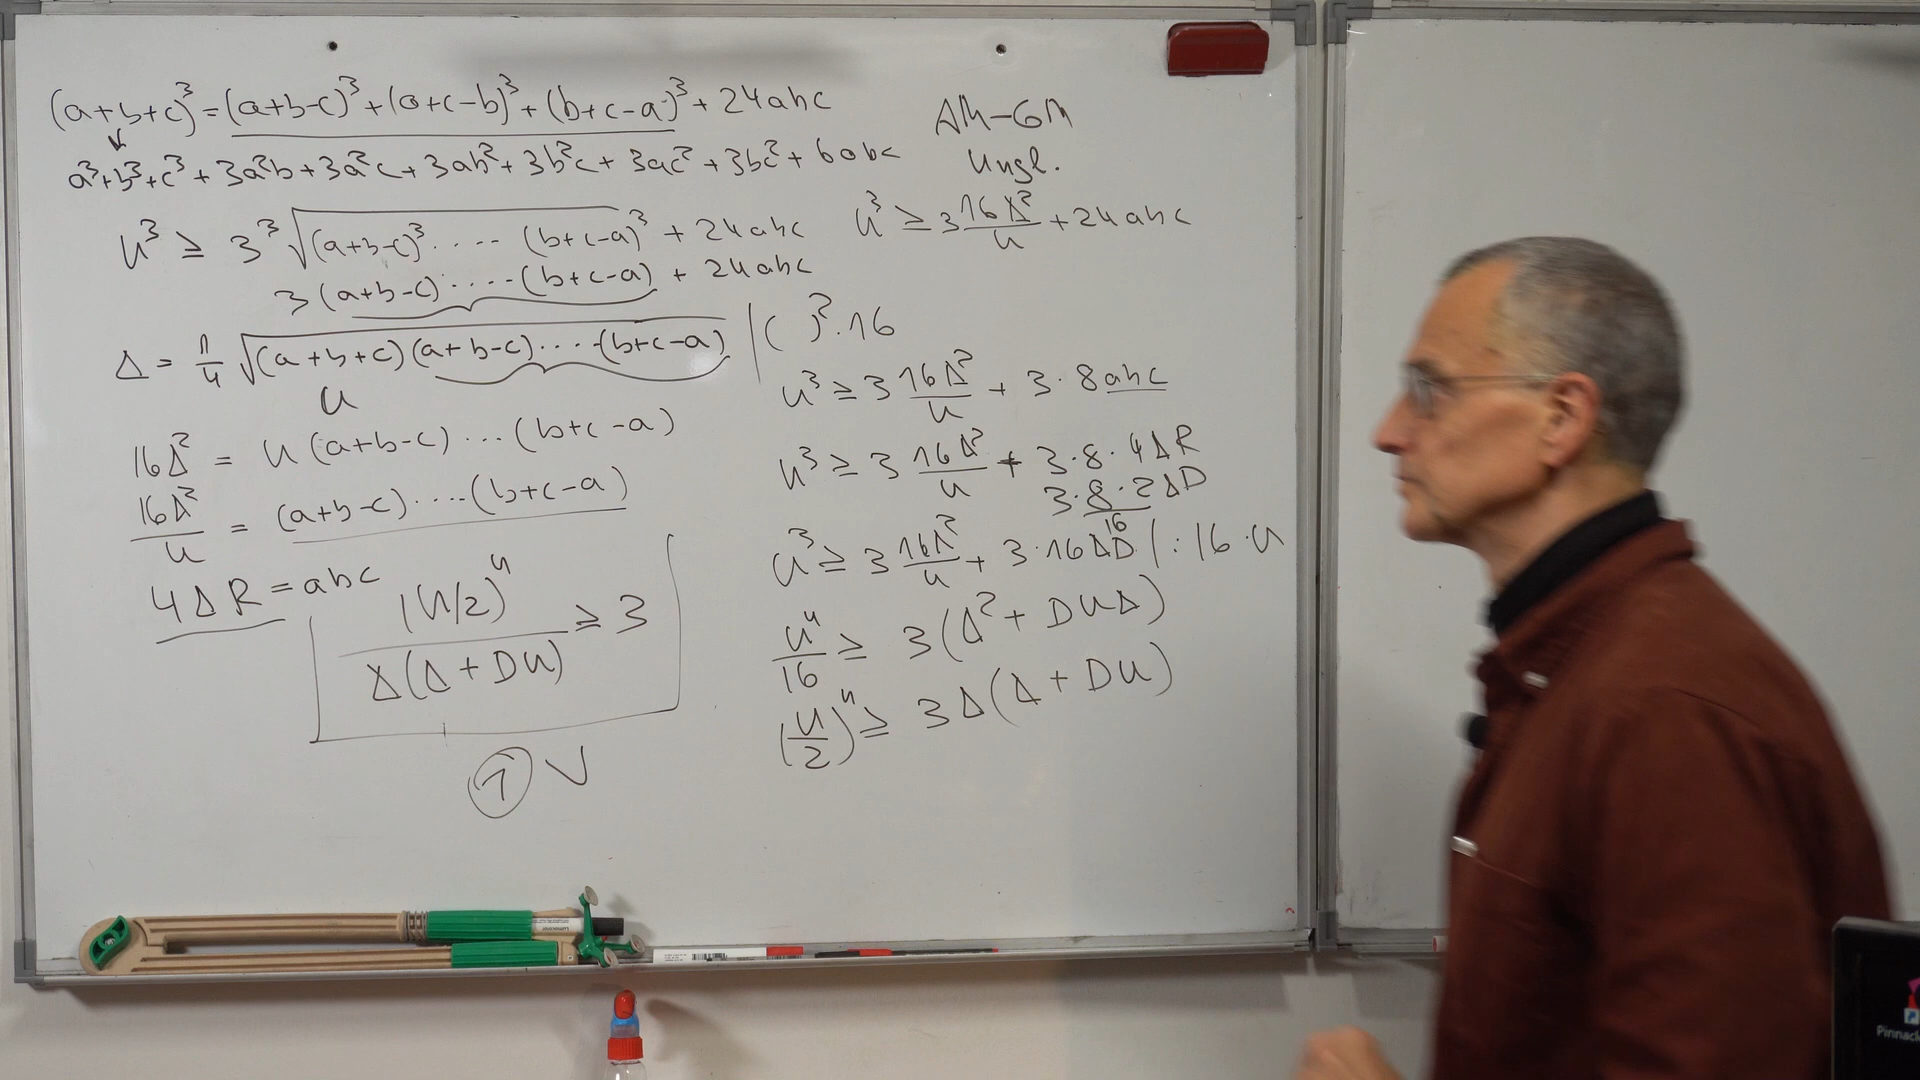 (a+b+c)³=(a+b-c)³+(a+c-b)³+(b+c-a)³+24abc
a³+b³+c³+3a²b+3a²c+3ab²+3b²c+3ac²+3bc²+6abc
u³ ≥ 3 ³√(a+b-c)³.....(b+c-a)³ + 24abc
3(a+b-c).....(b+c-a) + 24abc
Δ = 1/4 √(a+b+c)(a+b-c)...(b+c-a) | ( )²·16
u
16Δ² = u(a+b-c)...(b+c-a)
16Δ²/u = (a+b-c)....(b+c-a)
4ΔR = abc
(u/2)⁴/Δ(Δ+Du) ≥ 3
① √
AM-GM
Ungl.
u³ ≥ 3 16Δ²/u + 24abc
u³ ≥ 3 16Δ²/u + 3·8abc
u³ ≥ 3 16Δ²/u + 3·8·4ΔR
3·8·2ΔD
16
u³ ≥ 3 16Δ²/u + 3·16ΔD |:16·u
u⁴/16 ≥ 3(Δ²+DuΔ)
(u/2)⁴ ≥ 3Δ(Δ+Du)
Pinnac